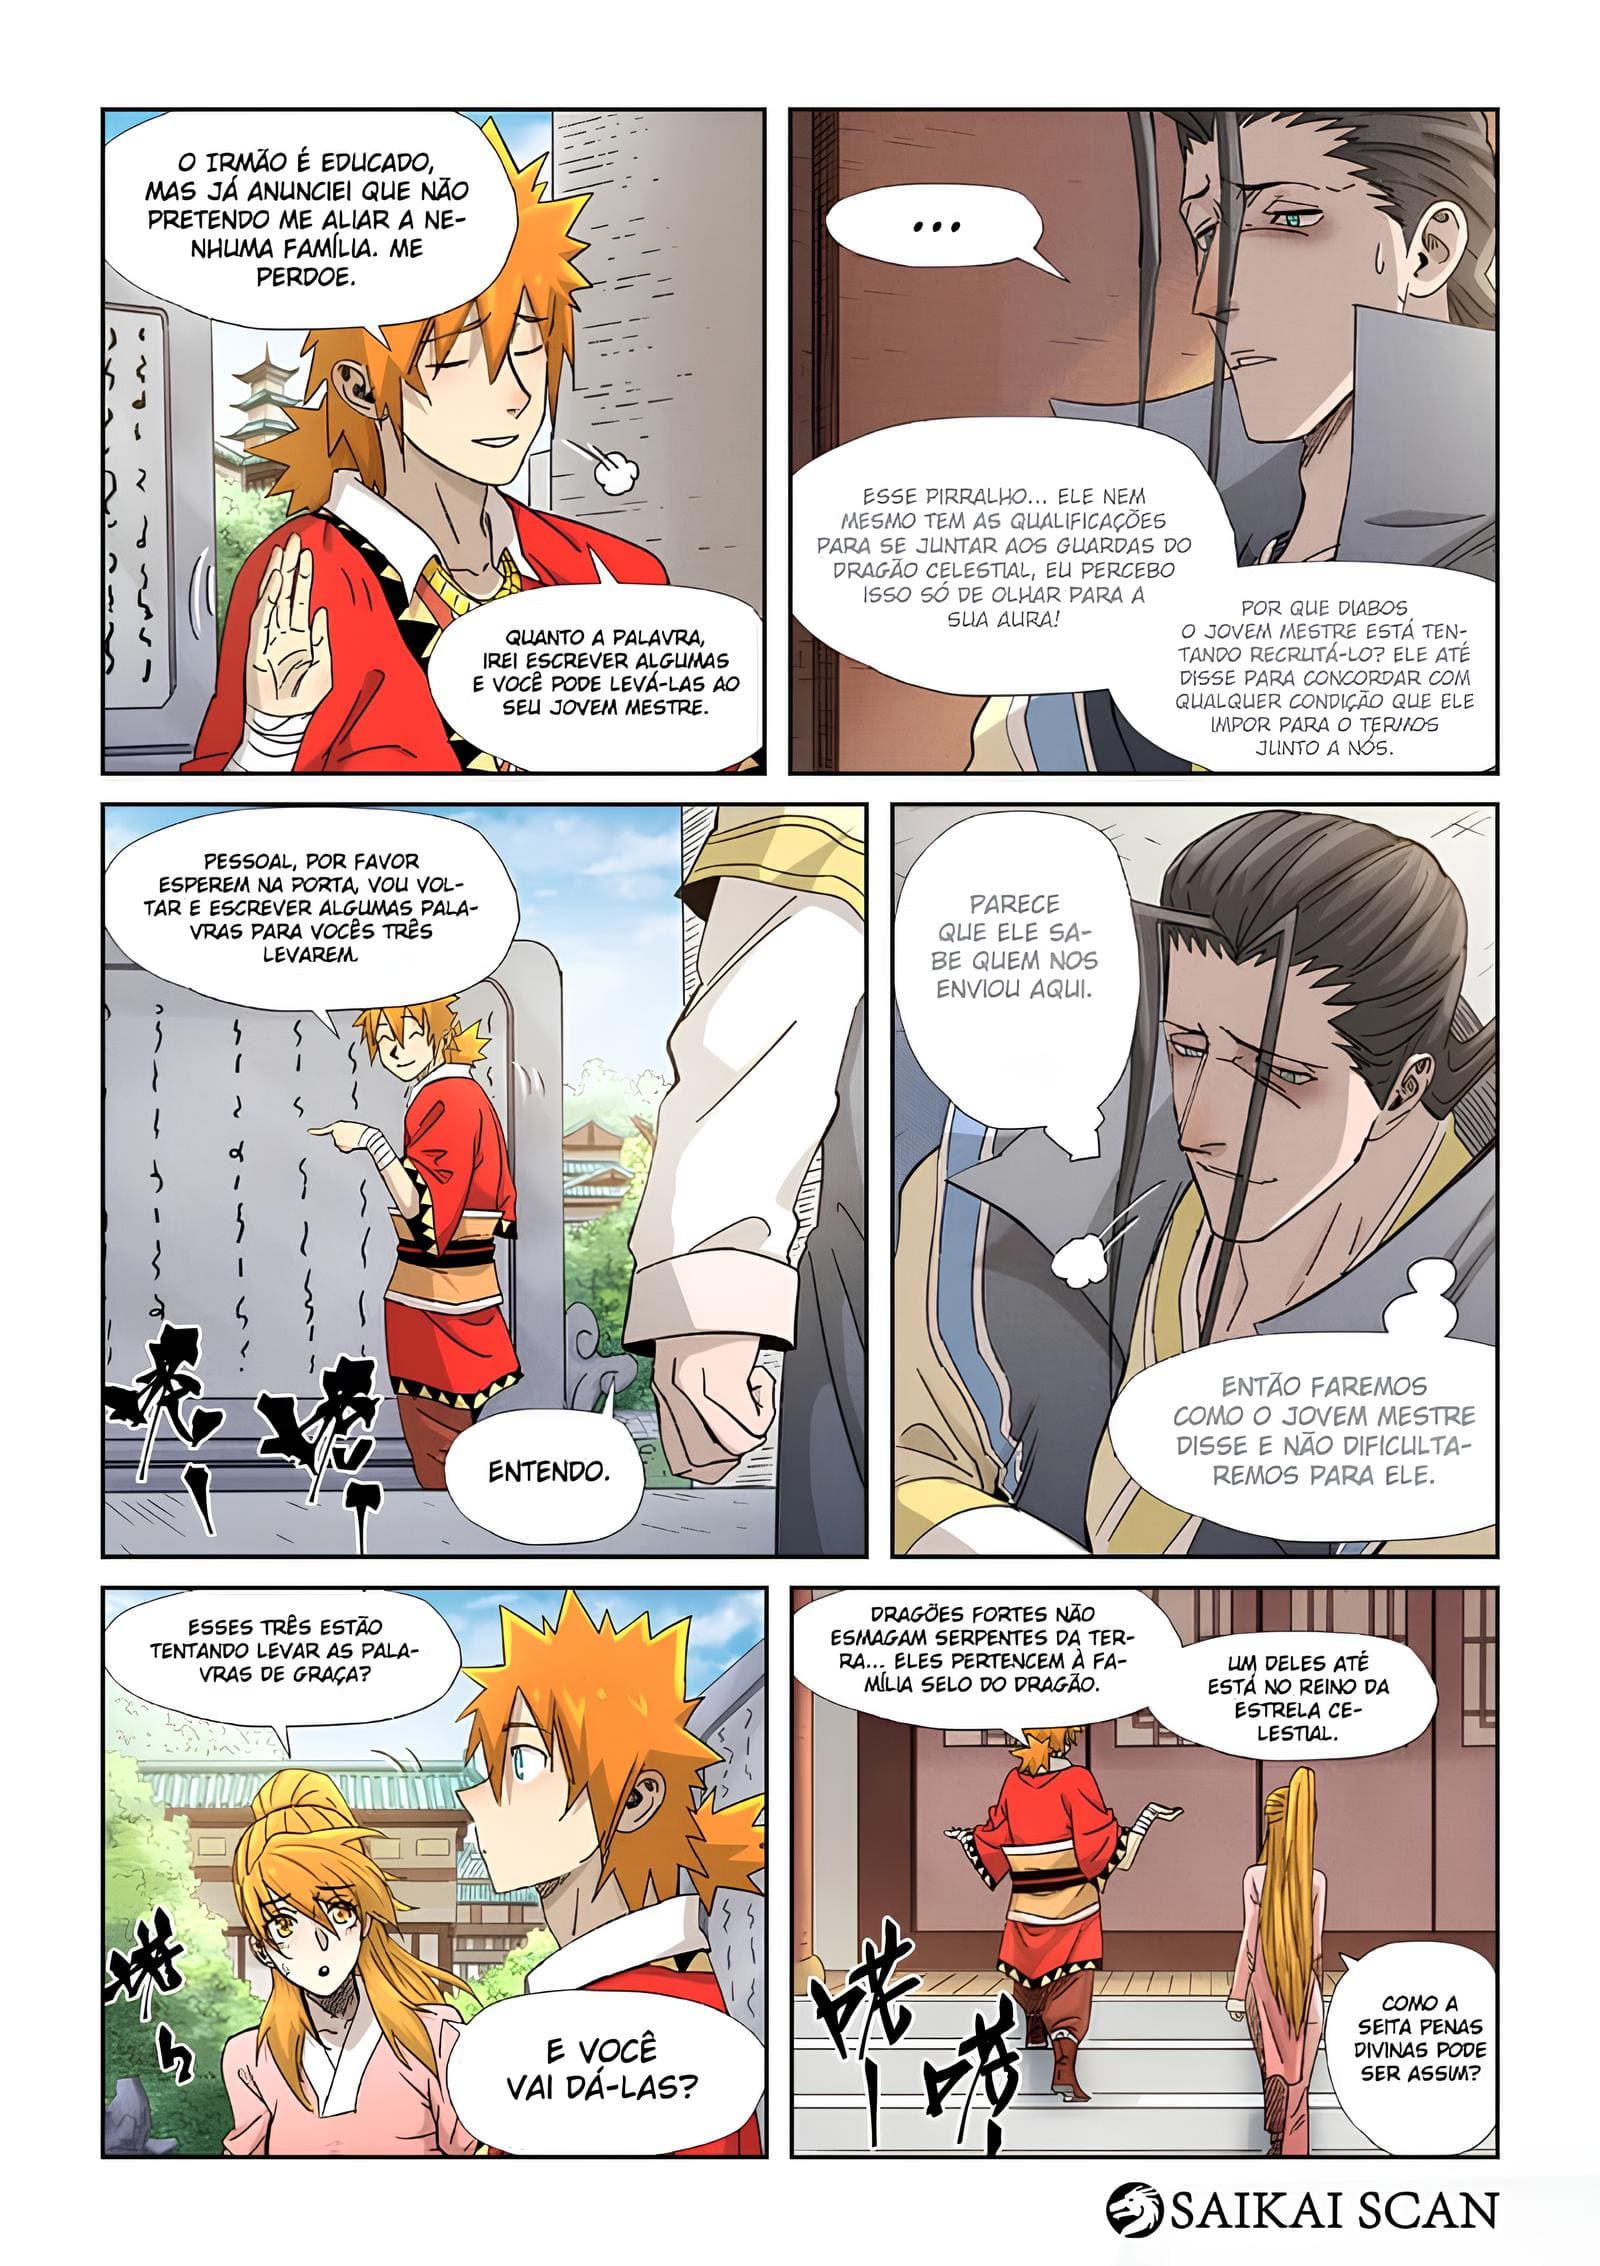 O IRMÃO É EDUCADO,
MAS JÁ ANUNCIEI QUE NÃO
PRETENDO ME ALIAR A NE-
NHUMA FAMÍLIA. ME
PERDOE.
QUANTO A PALAVRA,
IREI ESCREVER ALGUMAS
E VOCÊ PODE LEVÁ-LAS AO
SEU JOVEM MESTRE.
...
ESSE PIRRALHO... ELE NEM
MESMO TEM AS QUALIFICAÇÕES
PARA SE JUNTAR AOS GUARDAS DO
DRAGÃO CELESTIAL, EU PERCEBO
ISSO SÓ DE OLHAR PARA A
SUA AURA!
POR QUE DIABOS
O JOVEM MESTRE ESTÁ TEN-
TANDO RECRUTÁ-LO? ELE ATÉ
DISSE PARA CONCORDAR COM
QUALQUER CONDIÇÃO QUE ELE
IMPOR PARA O TERMOS
JUNTO A NÓS.
PESSOAL, POR FAVOR
ESPEREM NA PORTA, VOU VOL-
TAR E ESCREVER ALGUMAS PALA-
VRAS PARA VOCÊS TRÊS
LEVAREM.
ENTENDO.
PARECE
QUE ELE SA-
BE QUEM NOS
ENVIOU AQUI.
ENTÃO FAREMOS
COMO O JOVEM MESTRE
DISSE E NÃO DIFICULTA-
REMOS PARA ELE.
ESSES TRÊS ESTÃO
TENTANDO LEVAR AS PALA-
VRAS DE GRAÇA?
E VOCÊ
VAI DÁ-LAS?
DRAGÕES FORTES NÃO
ESMAGAM SERPENTES DA TER-
RA... ELES PERTENCEM À FA-
MÍLIA SELO DO DRAGÃO.
UM DELES ATÉ
ESTÁ NO REINO DA
ESTRELA CE-
LESTIAL.
COMO A
SEITA PENAS
DIVINAS PODE
SER ASSIM?
SAIKAI SCAN